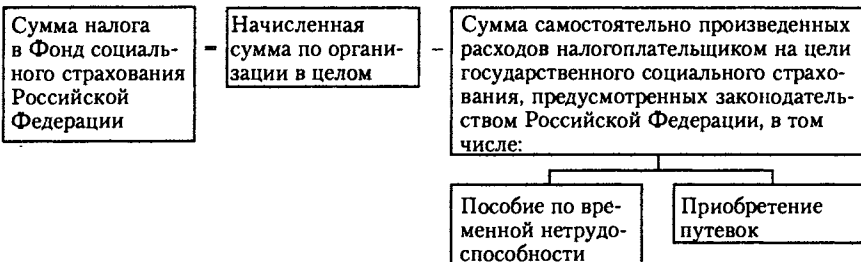 Сумма налога
в Фонд социаль-
ного страхования
Российской
Федерации
=
Начисленная
сумма по органи-
зации в целом
–
Сумма самостоятельно произведенных
расходов налогоплательщиком на цели
государственного социального страхо-
вания, предусмотренных законодатель-
ством Российской Федерации, в том
числе:
Пособие по вре-
менной нетрудо-
способности
Приобретение
путевок